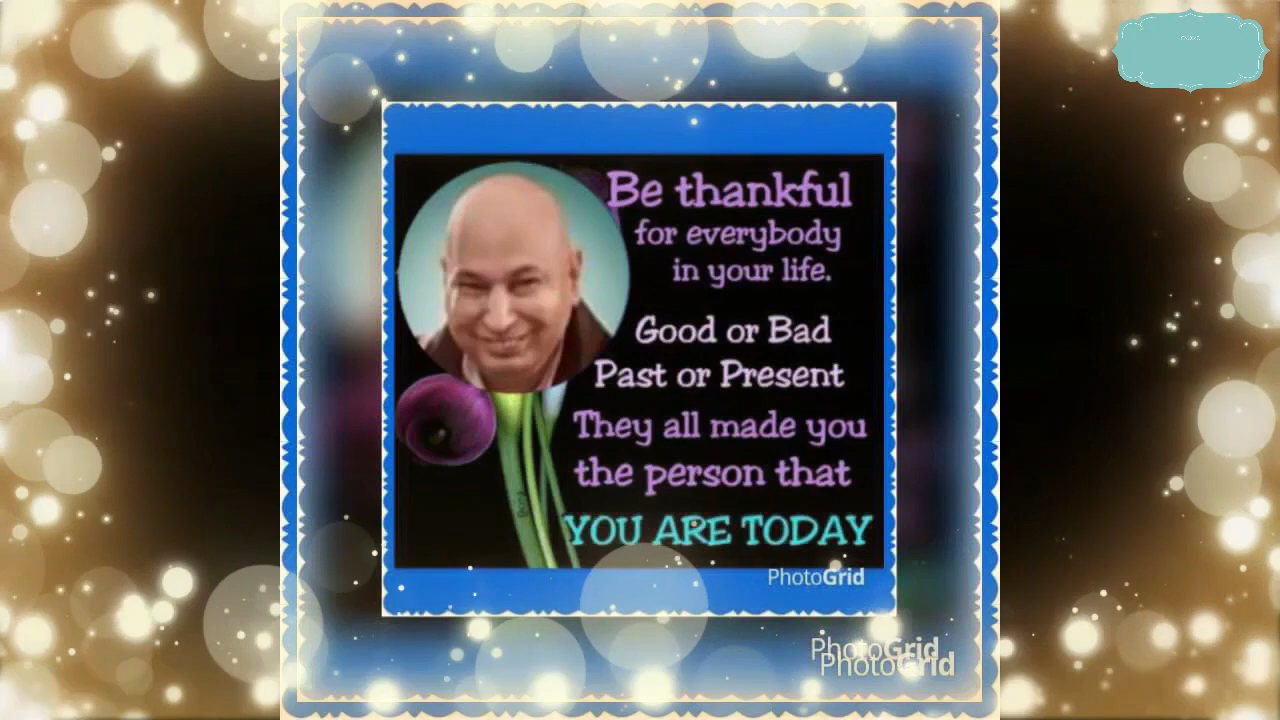 Be thankful
for everybody
in your life.
Good or Bad
Past or Present
They all made you
the person that
YOU ARE TODAY
PhotoGrid
PhotoGrid
PhotoGrid